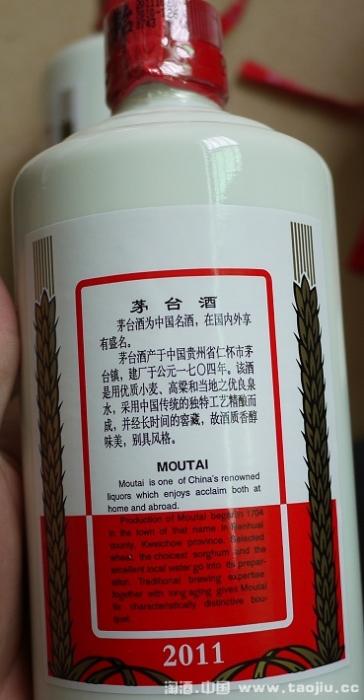 茅台酒
茅台酒为中国名酒，在国内外享
有盛名。
茅台酒产于中国贵州省仁怀市茅
台镇，建厂于公元一七〇四年。该酒
是用优质小麦、高粱和当地之优良泉
水，采用中国传统的独特工艺精酿而
成，并经长时间的窖藏，故酒质香醇
味美，别具风格。
MOUTAI
Moutai is one of China's renowned
liquors which enjoys acclaim both at
home and abroad.
Production of Moutai began in 1704
in the town of that name in Renhuai
county, Kweichow province. Selected
wheat, the choicest sorghum and the
excellent local water go into its prepar-
ation. Traditional brewing expertise
together with long aging gives Moutai
its characteristically distinctive bou-
quet.
2011
淘酒.中国 www.taojiu.cc